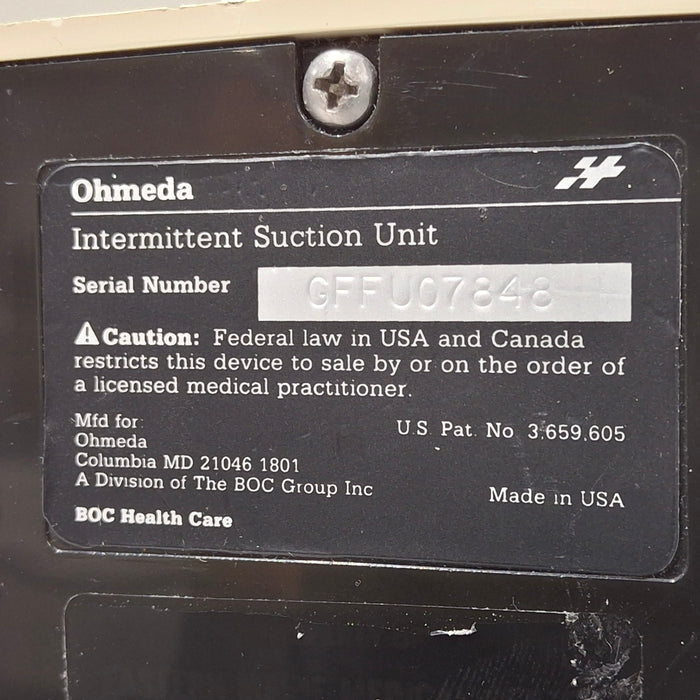 Ohmeda
Intermittent Suction Unit
Serial Number GFFU07848
Caution: Federal law in USA and Canada
restricts this device to sale by or on the order of
a licensed medical practitioner.
Mfd for:
Ohmeda
Columbia MD 21046 1801
A Division of The BOC Group Inc
BOC Health Care
U.S. Pat. No 3,659,605
Made in USA